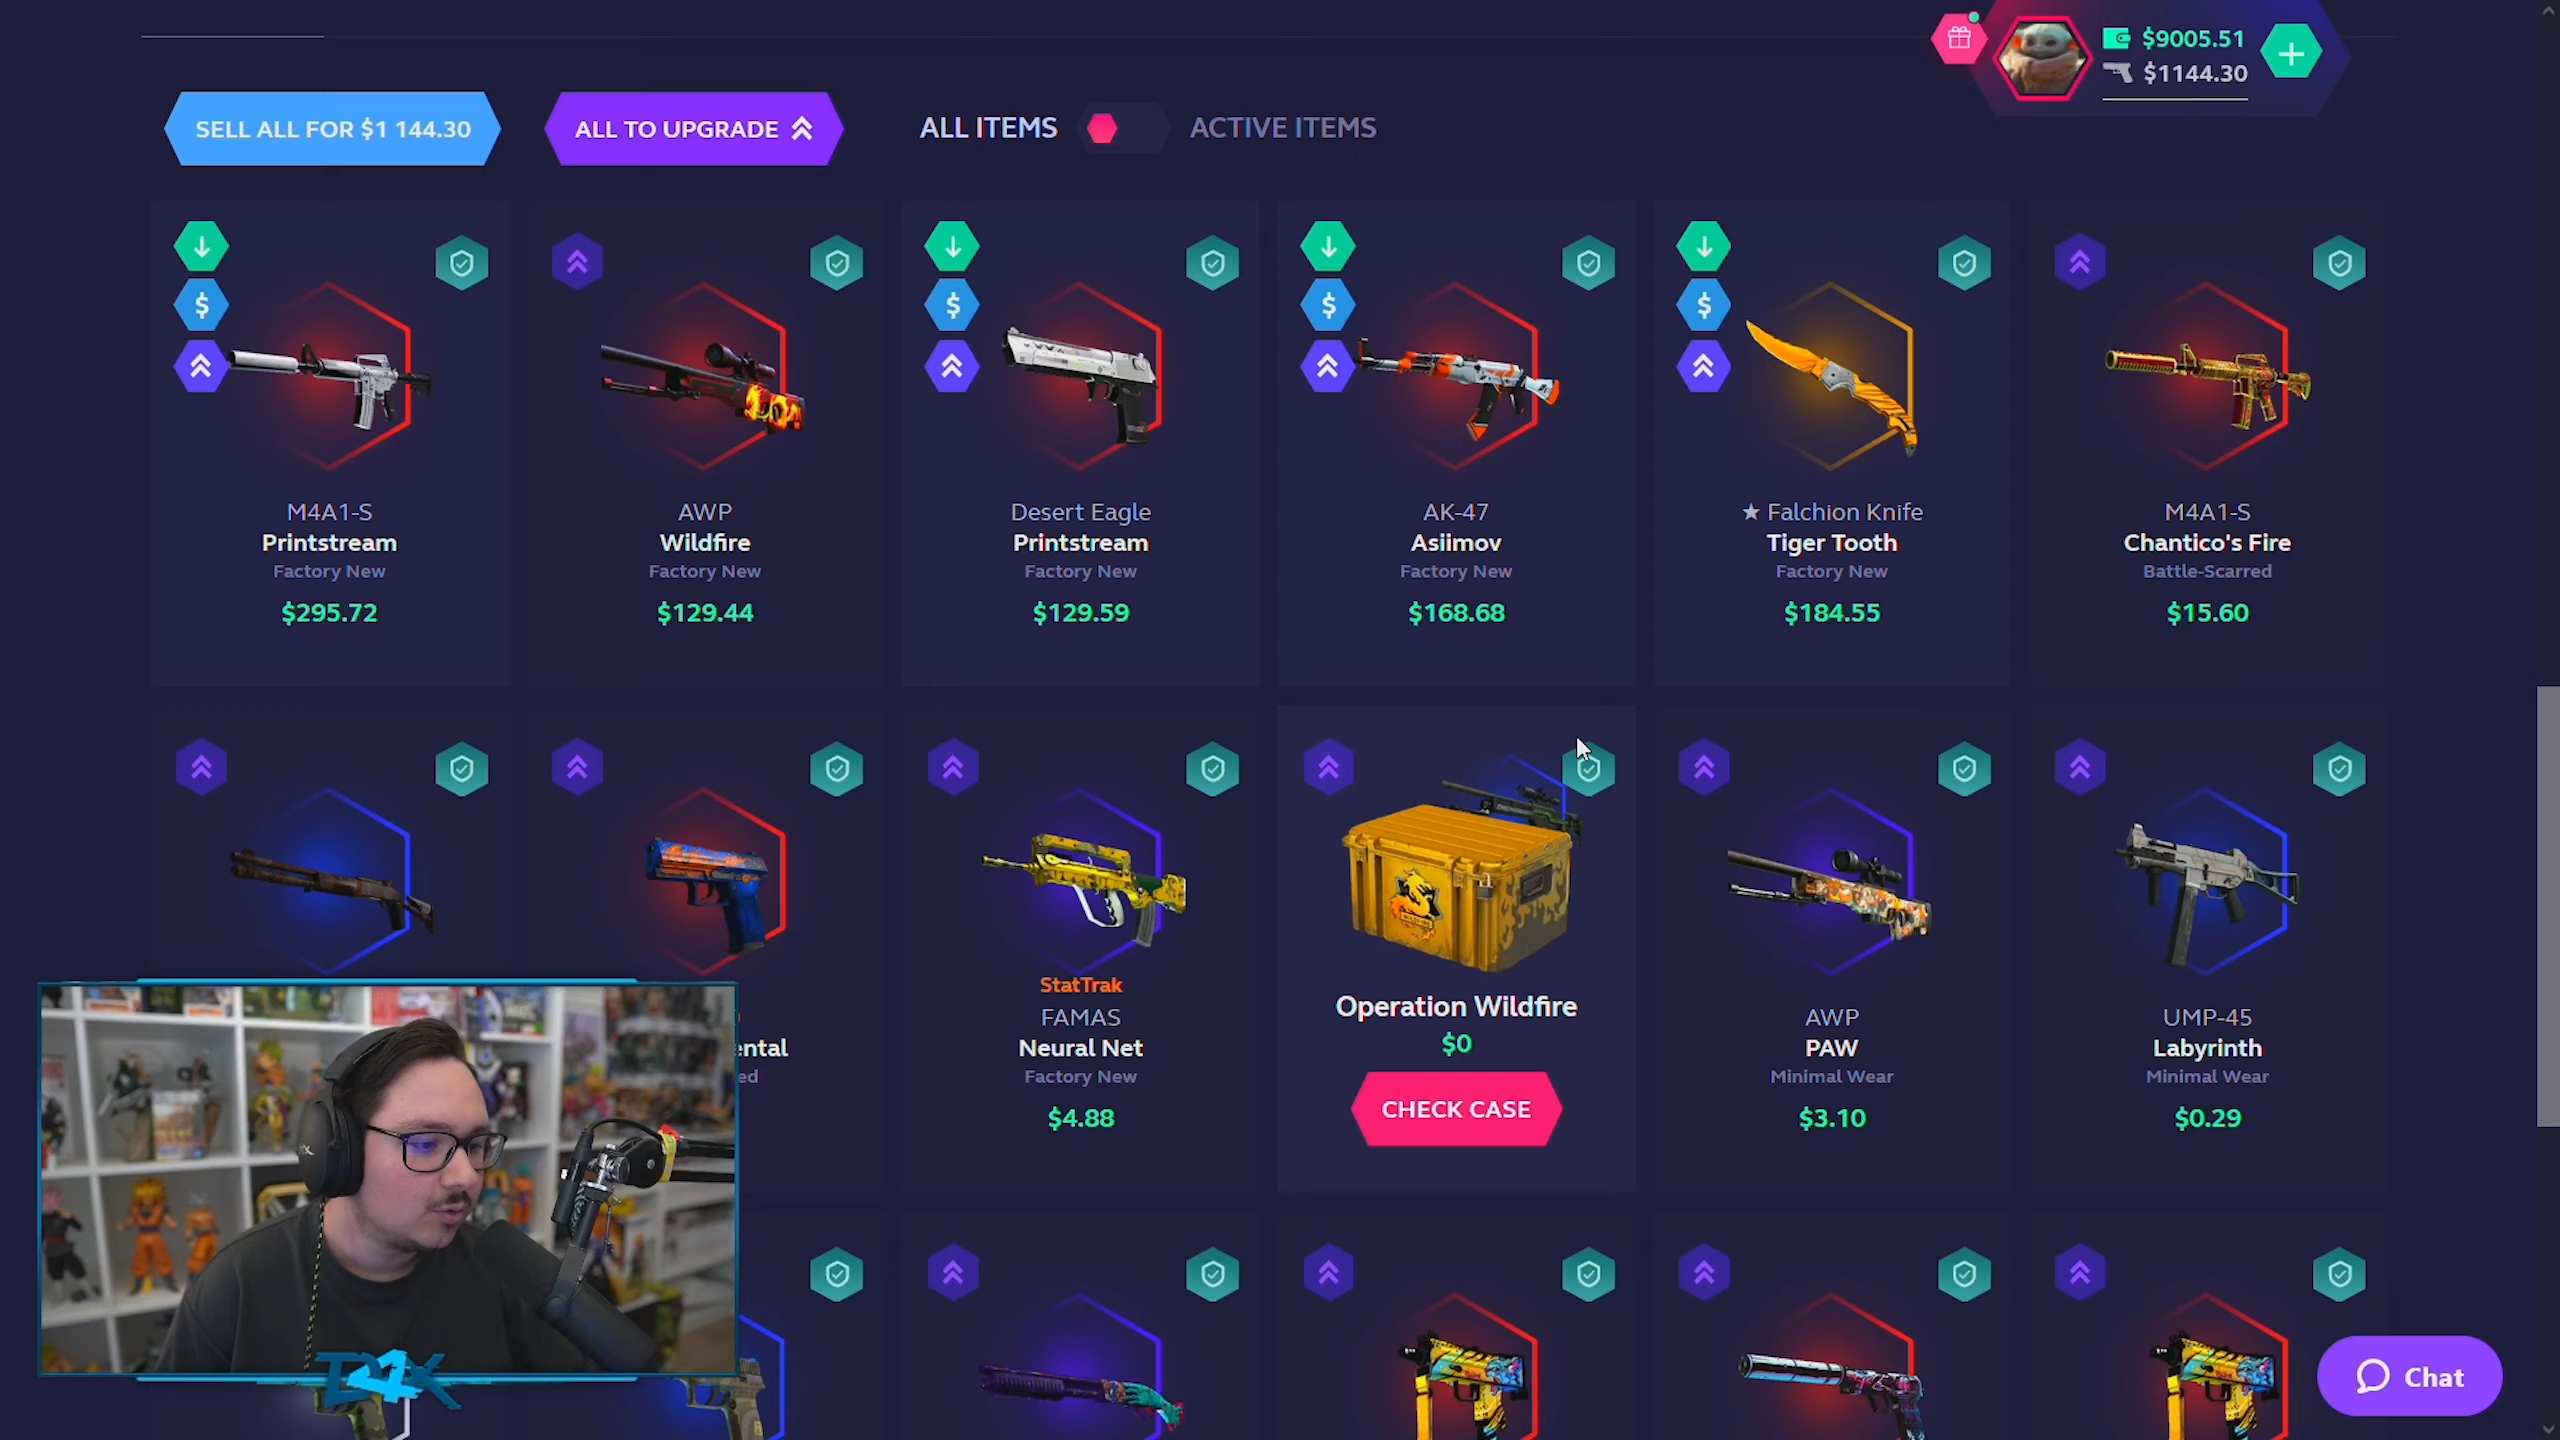 $9005.51
$1144.30
SELL ALL FOR $1 144.30
ALL TO UPGRADE
ALL ITEMS
ACTIVE ITEMS
M4A1-S
Printstream
Factory New
$295.72
AWP
Wildfire
Factory New
$129.44
Desert Eagle
Printstream
Factory New
$129.59
AK-47
Asiimov
Factory New
$168.68
★ Falchion Knife
Tiger Tooth
Factory New
$184.55
M4A1-S
Chantico's Fire
Battle-Scarred
$15.60
ental
ed
StatTrak
FAMAS
Neural Net
Factory New
$4.88
Operation Wildfire
$0
CHECK CASE
AWP
PAW
Minimal Wear
$3.10
UMP-45
Labyrinth
Minimal Wear
$0.29
Chat